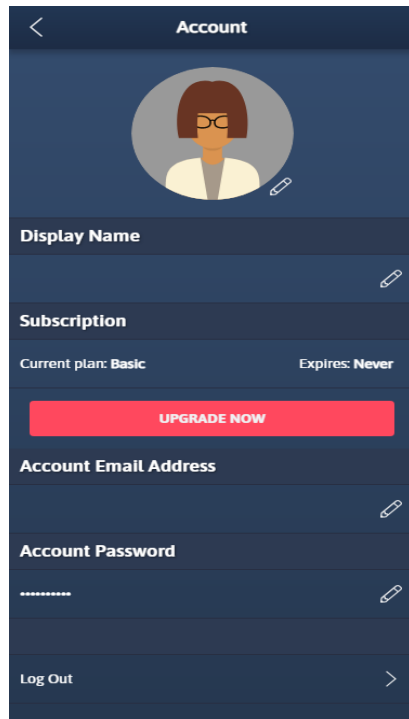 Account
Display Name
Subscription
Current plan: Basic Expires: Never
UPGRADE NOW
Account Email Address
Account Password
••••••••••
Log Out